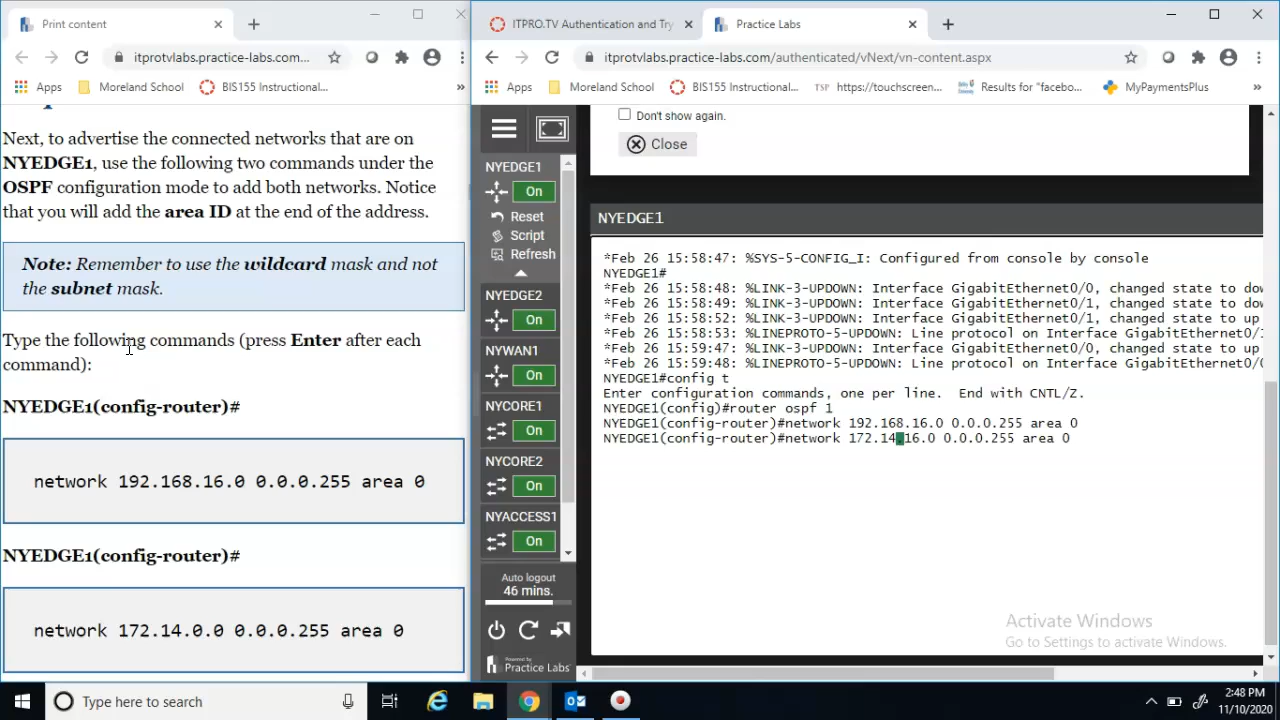 Print content
ITPRO.TV Authentication and Try
Practice Labs
itprotvlabs.practice-labs.com...
itprotvlabs.practice-labs.com/authenticated/vNext/vn-content.aspx
Apps
Moreland School
BIS155 Instructional...
»
Apps
Moreland School
BIS155 Instructional...
TSP
https://touchscreen...
Results for "facebo...
MyPaymentsPlus
»
Next, to advertise the connected networks that are on
NYEDGE1, use the following two commands under the
OSPF configuration mode to add both networks. Notice
that you will add the area ID at the end of the address.
Note: Remember to use the wildcard mask and not
the subnet mask.
Type the following commands (press Enter after each
command):
NYEDGE1(config-router)#
network 192.168.16.0 0.0.0.255 area 0
NYEDGE1(config-router)#
network 172.14.0.0 0.0.0.255 area 0
NYEDGE1
On
Reset
Script
Refresh
NYEDGE2
On
NYWAN1
On
NYCORE1
On
NYCORE2
On
NYACCESS1
On
Auto logout
46 mins.
Powered by
Practice Labs
Don't show again.
Close
NYEDGE1
*Feb 26 15:58:47: %SYS-5-CONFIG_I: Configured from console by console
NYEDGE1#
*Feb 26 15:58:48: %LINK-3-UPDOWN: Interface GigabitEthernet0/0, changed state to dow
*Feb 26 15:58:49: %LINK-3-UPDOWN: Interface GigabitEthernet0/1, changed state to dow
*Feb 26 15:58:52: %LINK-3-UPDOWN: Interface GigabitEthernet0/1, changed state to up
*Feb 26 15:58:53: %LINEPROTO-5-UPDOWN: Line protocol on Interface GigabitEthernet0/1
*Feb 26 15:59:47: %LINK-3-UPDOWN: Interface GigabitEthernet0/0, changed state to up
*Feb 26 15:59:48: %LINEPROTO-5-UPDOWN: Line protocol on Interface GigabitEthernet0/0
NYEDGE1#config t
Enter configuration commands, one per line. End with CNTL/Z.
NYEDGE1(config)#router ospf 1
NYEDGE1(config-router)#network 192.168.16.0 0.0.0.255 area 0
NYEDGE1(config-router)#network 172.14.16.0 0.0.0.255 area 0
Activate Windows
Go to Settings to activate Windows.
Type here to search
2:48 PM
11/10/2020